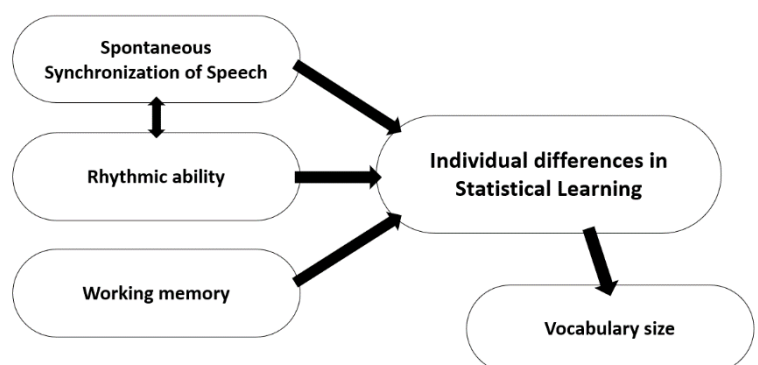 Spontaneous
Synchronization of Speech
Rhythmic ability
Working memory
Individual differences in
Statistical Learning
Vocabulary size